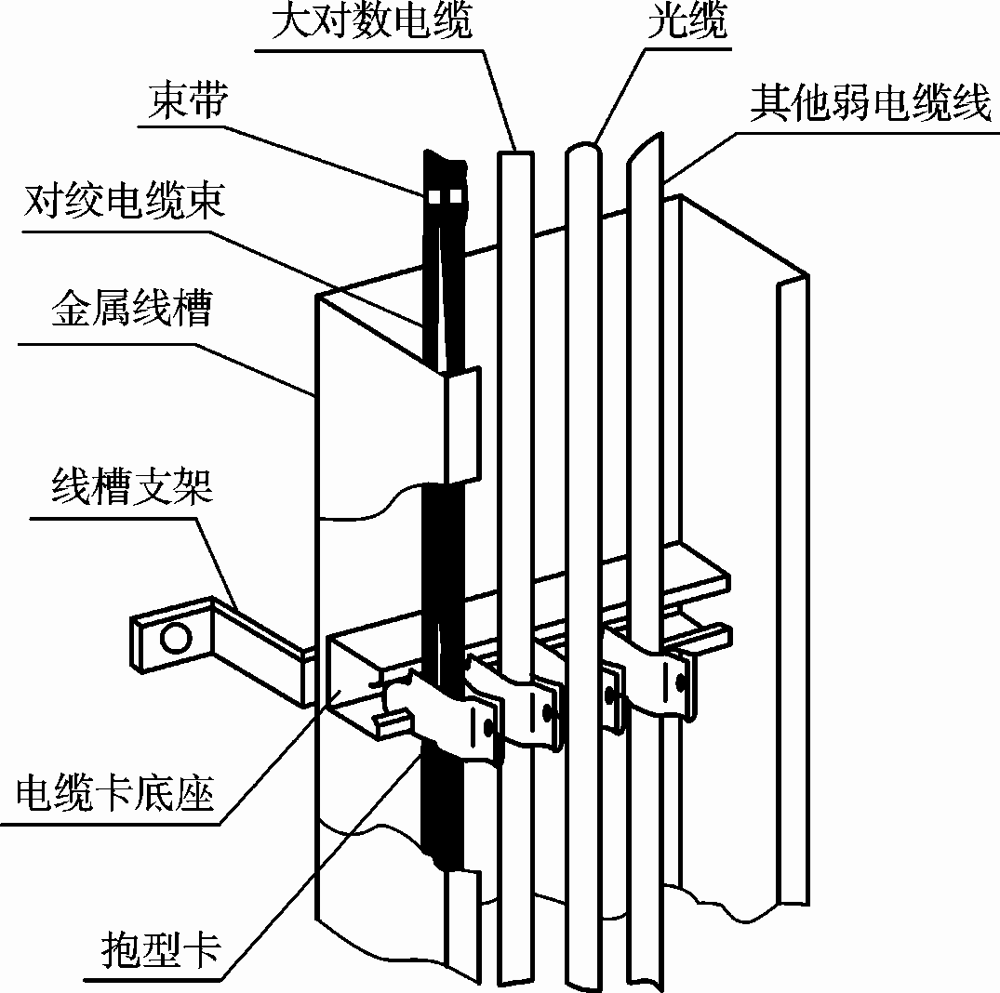 大对数电缆
光缆
束带
其他弱电缆线
对绞电缆束
金属线槽
线槽支架
电缆卡底座
抱型卡